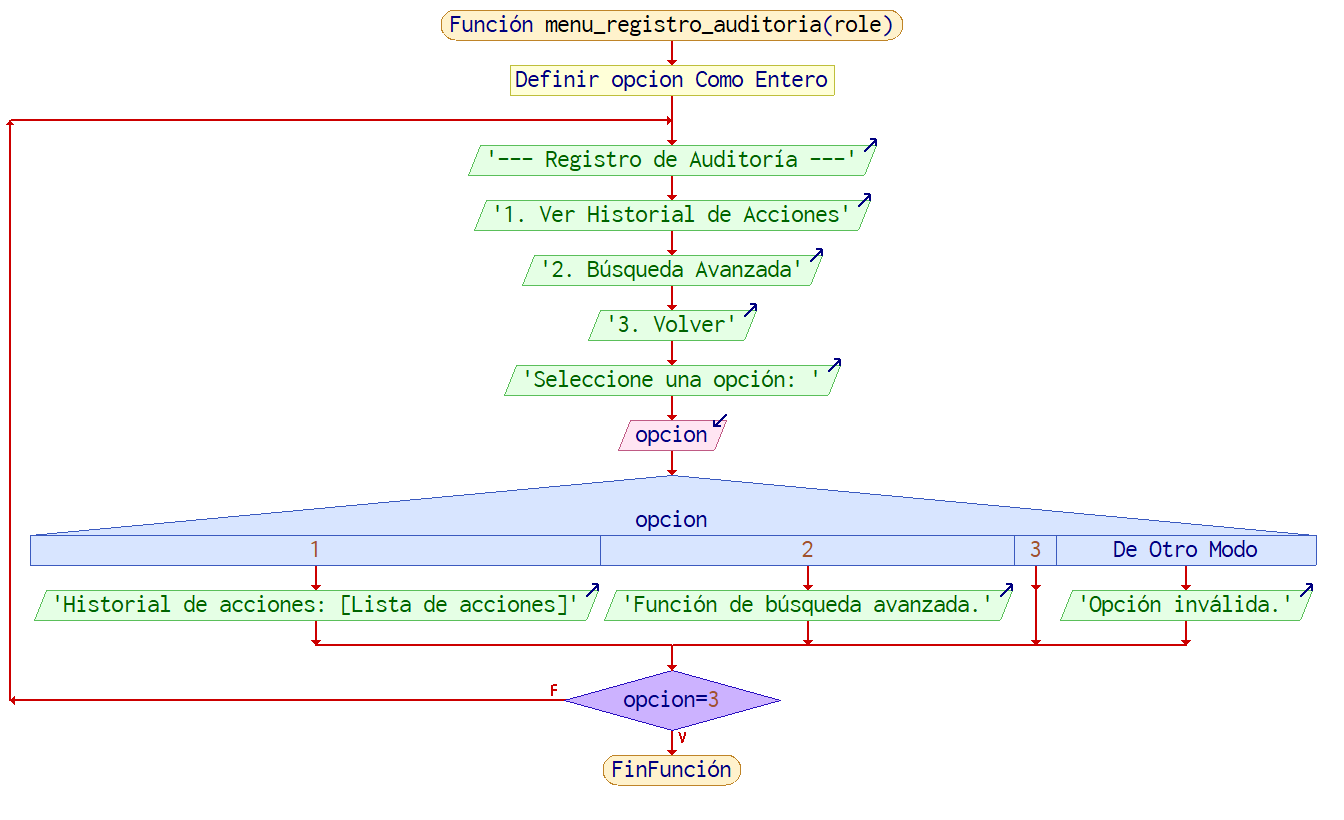 Función menu_registro_auditoria(role)
Definir opcion Como Entero
'--- Registro de Auditoría ---'
'1. Ver Historial de Acciones'
'2. Búsqueda Avanzada'
'3. Volver'
'Seleccione una opción: '
opcion
opcion
1 2 3 De Otro Modo
'Historial de acciones: [Lista de acciones]' 'Función de búsqueda avanzada.' 'Opción inválida.'
F opcion=3
V
FinFunción